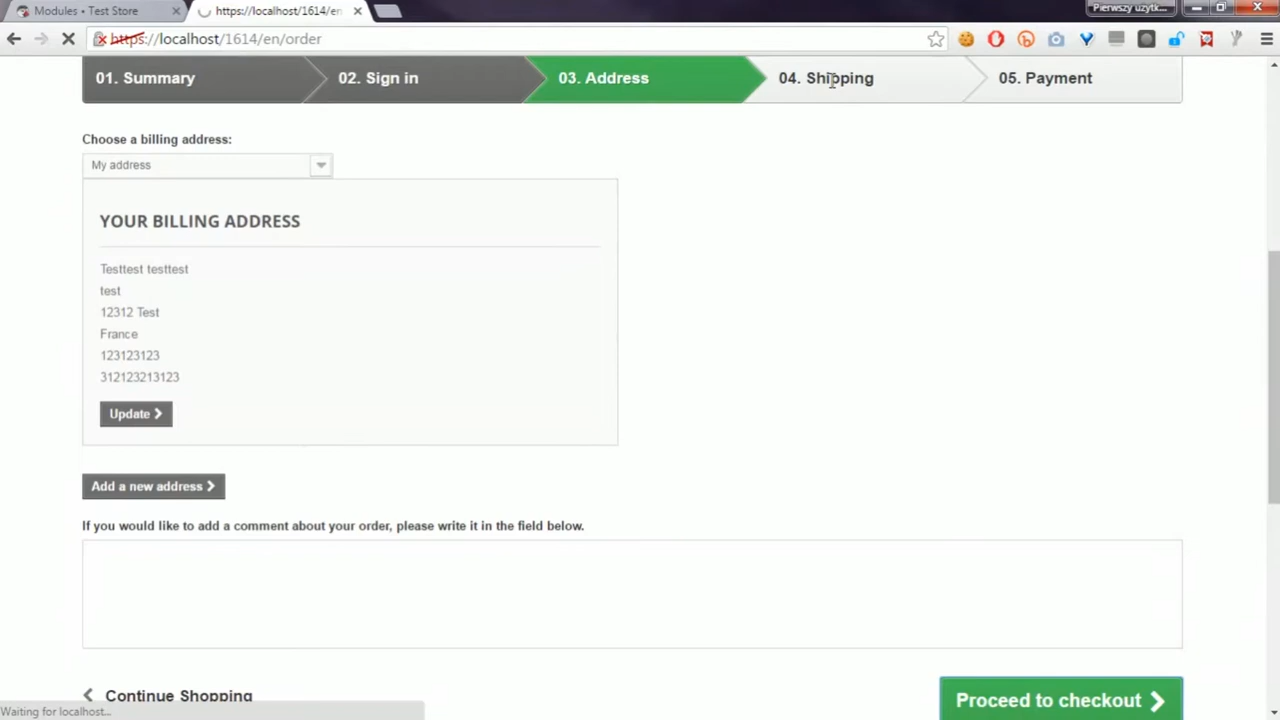 Modules • Test Store
https://localhost/1614/en
Pierwszy użytk...
https://localhost/1614/en/order
01. Summary
02. Sign in
03. Address
04. Shipping
05. Payment
Choose a billing address:
My address
YOUR BILLING ADDRESS
Testtest testtest
test
12312 Test
France
123123123
312123213123
Update
Add a new address
If you would like to add a comment about your order, please write it in the field below.
Continue Shopping
Proceed to checkout
Waiting for localhost...